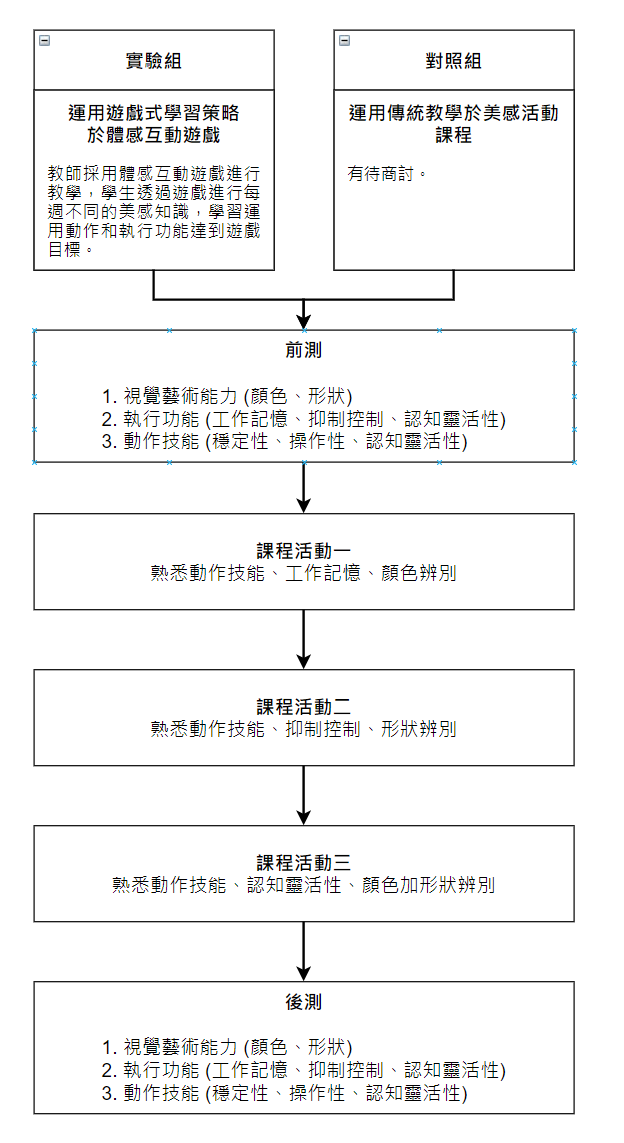 實驗組
運用遊戲式學習策略
於體感互動遊戲
教師採用體感互動遊戲進行
教學，學生透過遊戲進行每
週不同的美感知識，學習運
用動作和執行功能達到遊戲
目標。
對照組
運用傳統教學於美感活動
課程
有待商討。
前測
1. 視覺藝術能力 (顏色、形狀)
2. 執行功能 (工作記憶、抑制控制、認知靈活性)
3. 動作技能 (穩定性、操作性、認知靈活性)
課程活動一
熟悉動作技能、工作記憶、顏色辨別
課程活動二
熟悉動作技能、抑制控制、形狀辨別
課程活動三
熟悉動作技能、認知靈活性、顏色加形狀辨別
後測
1. 視覺藝術能力 (顏色、形狀)
2. 執行功能 (工作記憶、抑制控制、認知靈活性)
3. 動作技能 (穩定性、操作性、認知靈活性)